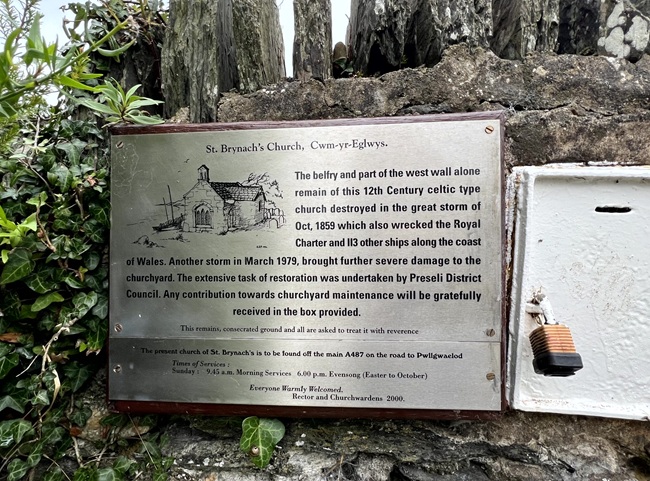 St. Brynach's Church, Cwm-yr-Eglwys.
The belfry and part of the west wall alone
remain of this 12th Century celtic type
church destroyed in the great storm of
Oct, 1859 which also wrecked the Royal
Charter and 113 other ships along the coast
of Wales. Another storm in March 1979, brought further severe damage to the
churchyard. The extensive task of restoration was undertaken by Preseli District
Council. Any contribution towards churchyard maintenance will be gratefully
received in the box provided.
This remains, consecrated ground and all are asked to treat it with reverence
The present church of St. Brynach's is to be found off the main A487 on the road to Pwllgwaelod
Times of Services :
Sunday : 9.45 a.m. Morning Services 6.00 p.m. Evensong (Easter to October)
Everyone Warmly Welcomed.
Rector and Churchwardens 2000.